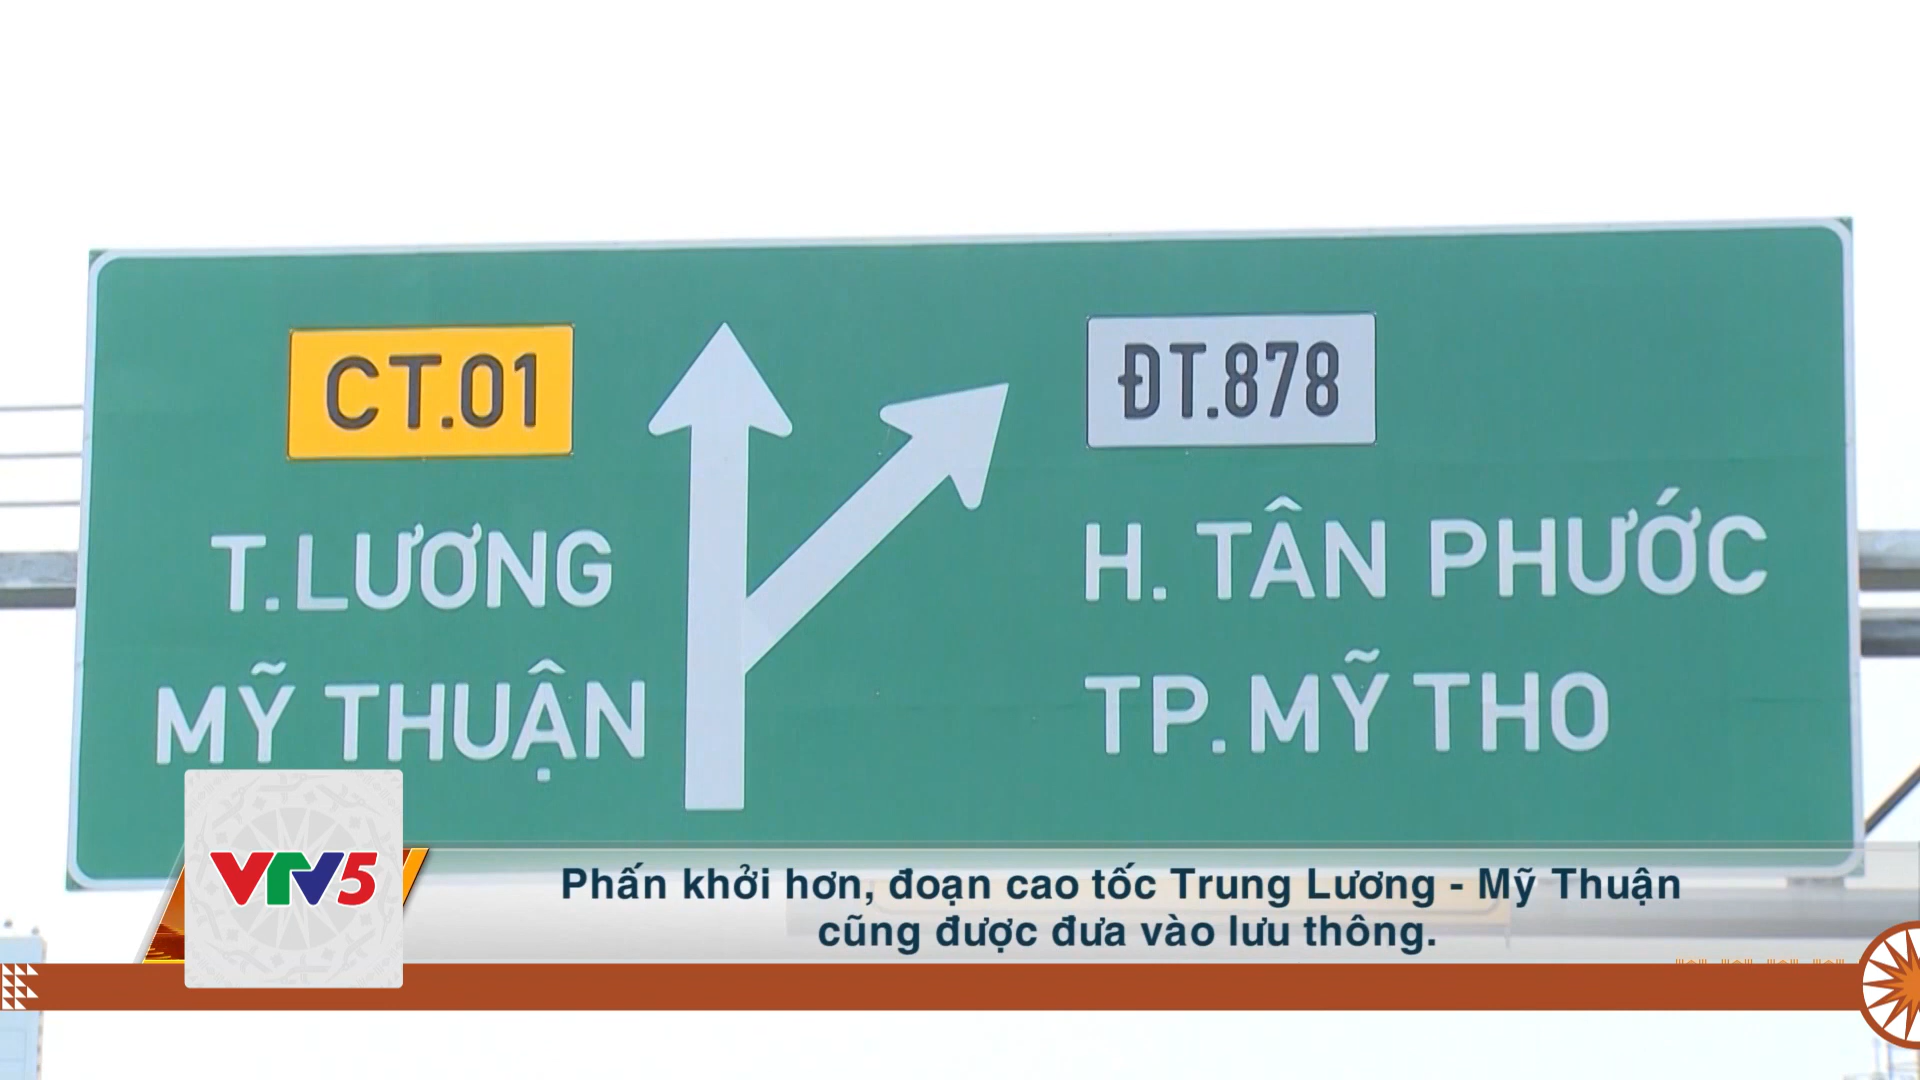 CT.01
T.LƯƠNG
MỸ THUẬN
ĐT.878
H. TÂN PHƯỚC
TP. MỸ THO
VTV5
Phấn khởi hơn, đoạn cao tốc Trung Lương - Mỹ Thuận
cũng được đưa vào lưu thông.